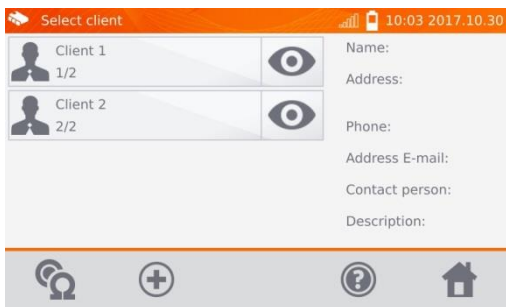 Select client
10:03 2017.10.30
Client 1
1/2
Client 2
2/2
Name:
Address:
Phone:
Address E-mail:
Contact person:
Description: